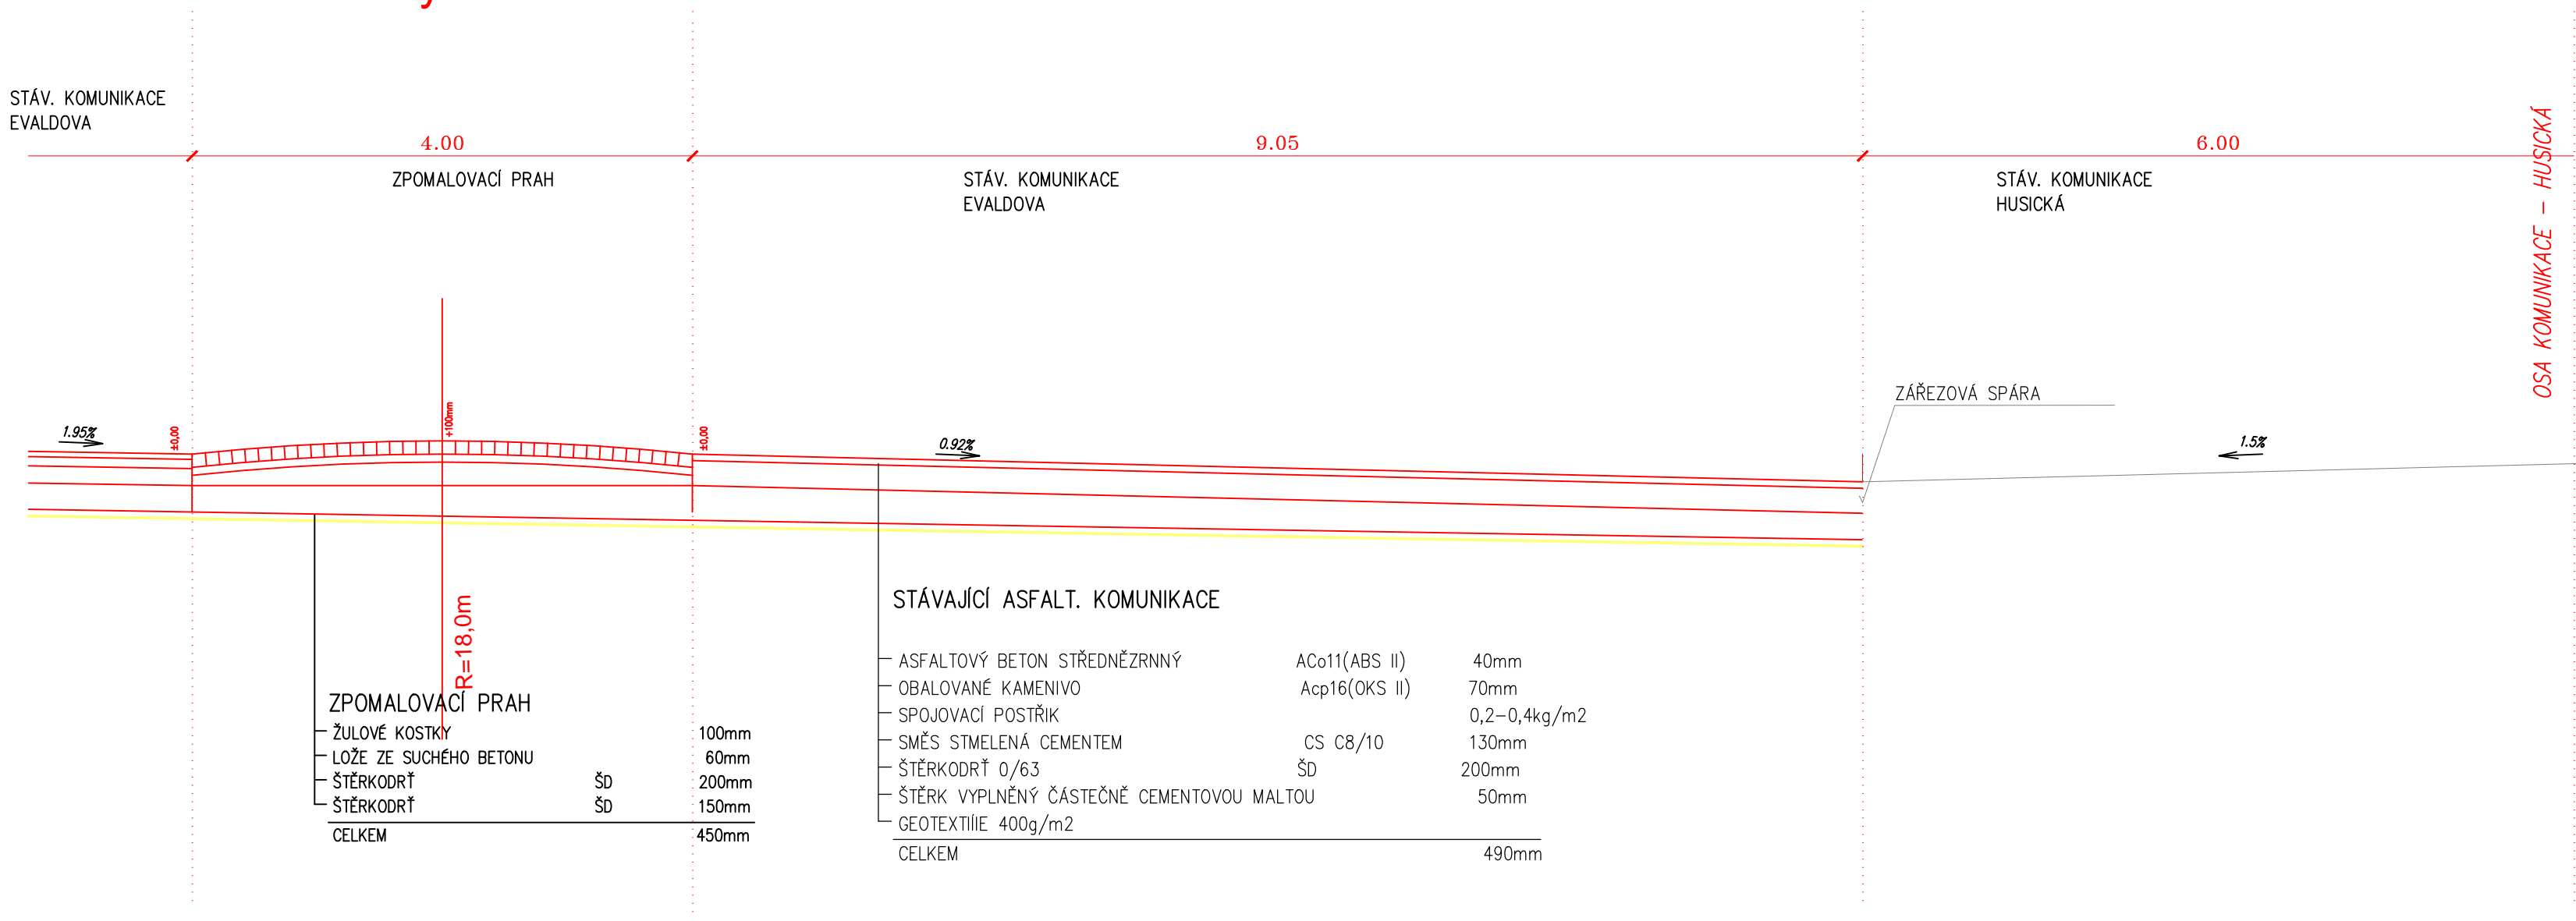 STÁV. KOMUNIKACE
EVALDOVA
4.00
9.05
6.00
ZPOMALOVACÍ PRAH
STÁV. KOMUNIKACE
EVALDOVA
STÁV. KOMUNIKACE
HUSICKÁ
OSA KOMUNIKACE - HUSICKÁ
ZÁŘEZOVÁ SPÁRA
1.95%
±0,00
+100mm
±0,00
0.92%
1.5%
R=18,0m
ZPOMALOVACÍ PRAH
ŽULOVÉ KOSTKY 100mm
LOŽE ZE SUCHÉHO BETONU 60mm
ŠTĚRKODRŤ ŠD 200mm
ŠTĚRKODRŤ ŠD 150mm
CELKEM 450mm
STÁVAJÍCÍ ASFALT. KOMUNIKACE
ASFALTOVÝ BETON STŘEDNĚZRNNÝ ACo11(ABS II) 40mm
OBALOVANÉ KAMENIVO Acp16(OKS II) 70mm
SPOJOVACÍ POSTŘIK 0,2-0,4kg/m2
SMĚS STMELENÁ CEMENTEM CS C8/10 130mm
ŠTĚRKODRŤ 0/63 ŠD 200mm
ŠTĚRK VYPLNĚNÝ ČÁSTEČNĚ CEMENTOVOU MALTOU 50mm
GEOTEXTIÍIE 400g/m2
CELKEM 490mm